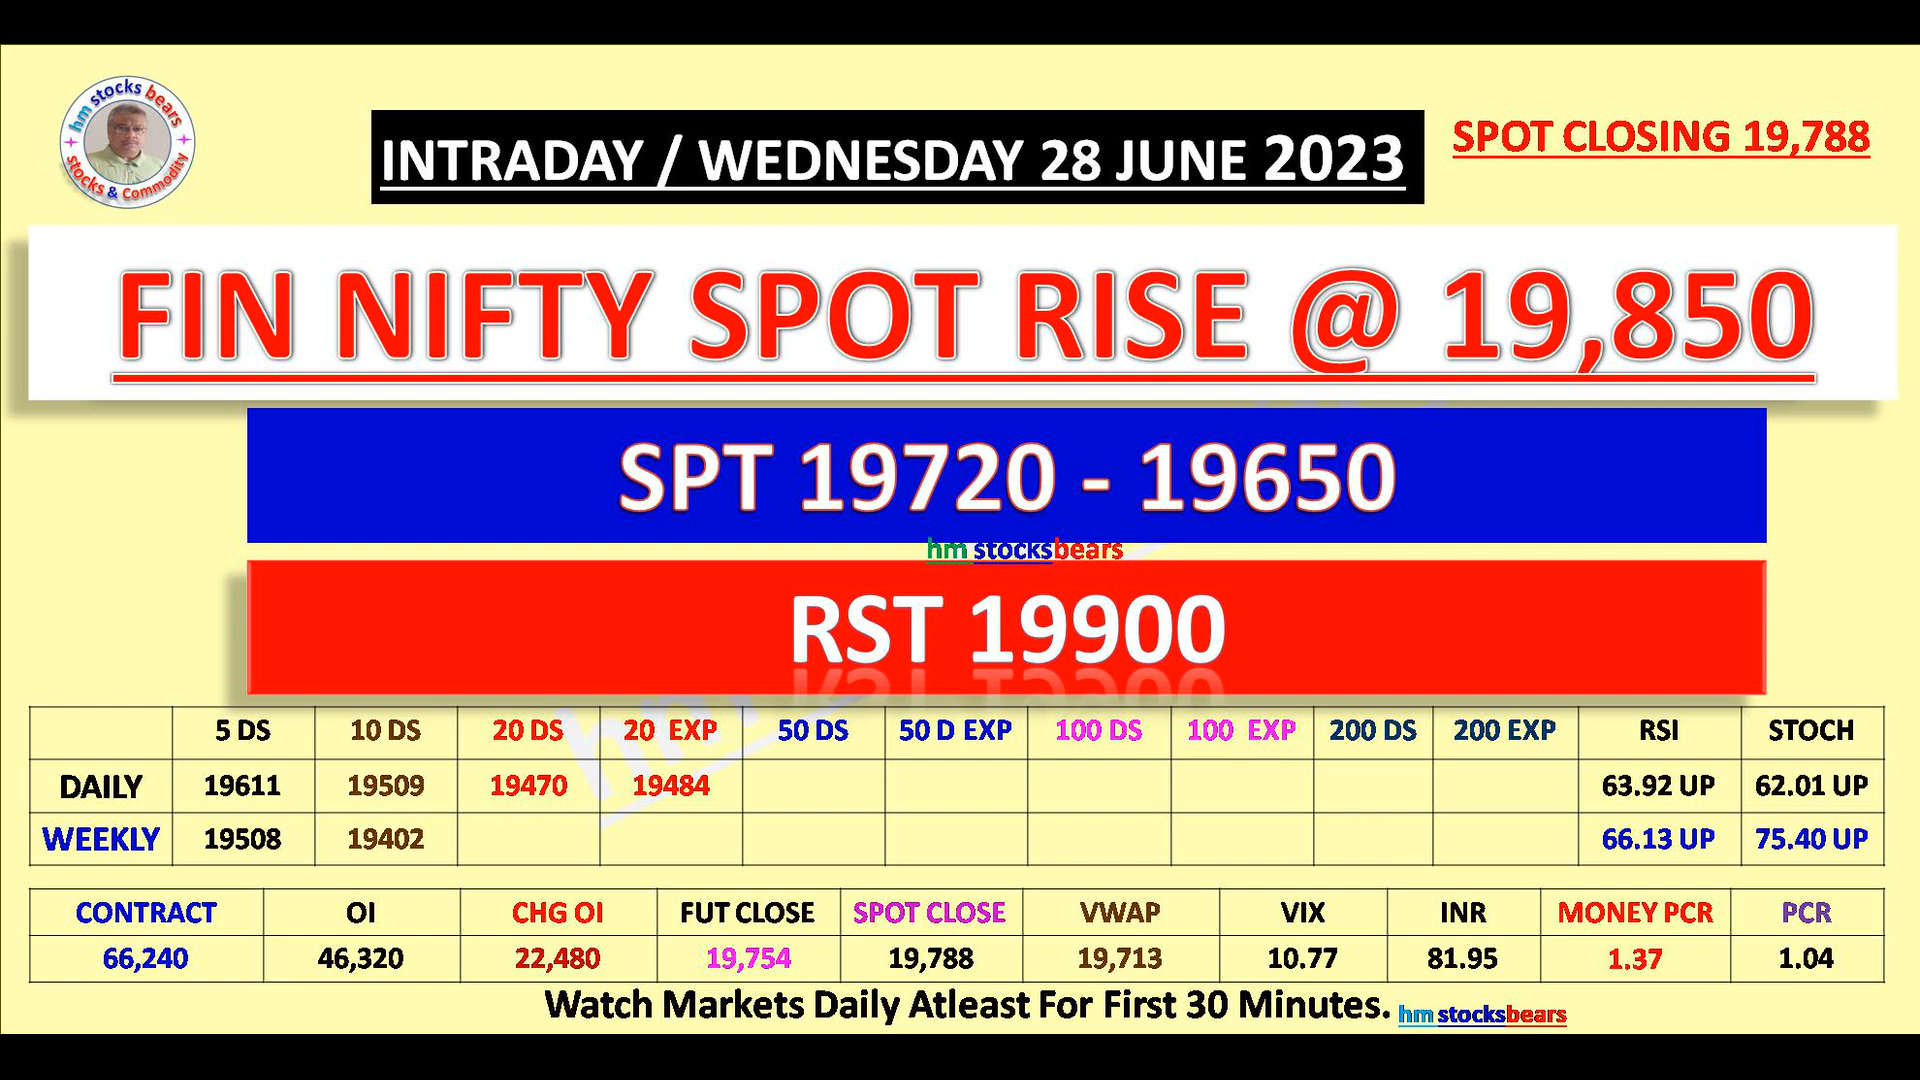 hm stocks bears
stocks & Commodity
INTRADAY / WEDNESDAY 28 JUNE 2023
SPOT CLOSING 19,788
FIN NIFTY SPOT RISE @ 19,850
SPT 19720 - 19650
hm stocksbears
RST 19900
5 DS 10 DS 20 DS 20 EXP 50 DS 50 D EXP 100 DS 100 EXP 200 DS 200 EXP RSI STOCH
DAILY 19611 19509 19470 19484 63.92 UP 62.01 UP
WEEKLY 19508 19402 66.13 UP 75.40 UP
CONTRACT OI CHG OI FUT CLOSE SPOT CLOSE VWAP VIX INR MONEY PCR PCR
66,240 46,320 22,480 19,754 19,788 19,713 10.77 81.95 1.37 1.04
Watch Markets Daily Atleast For First 30 Minutes. hm stocksbears